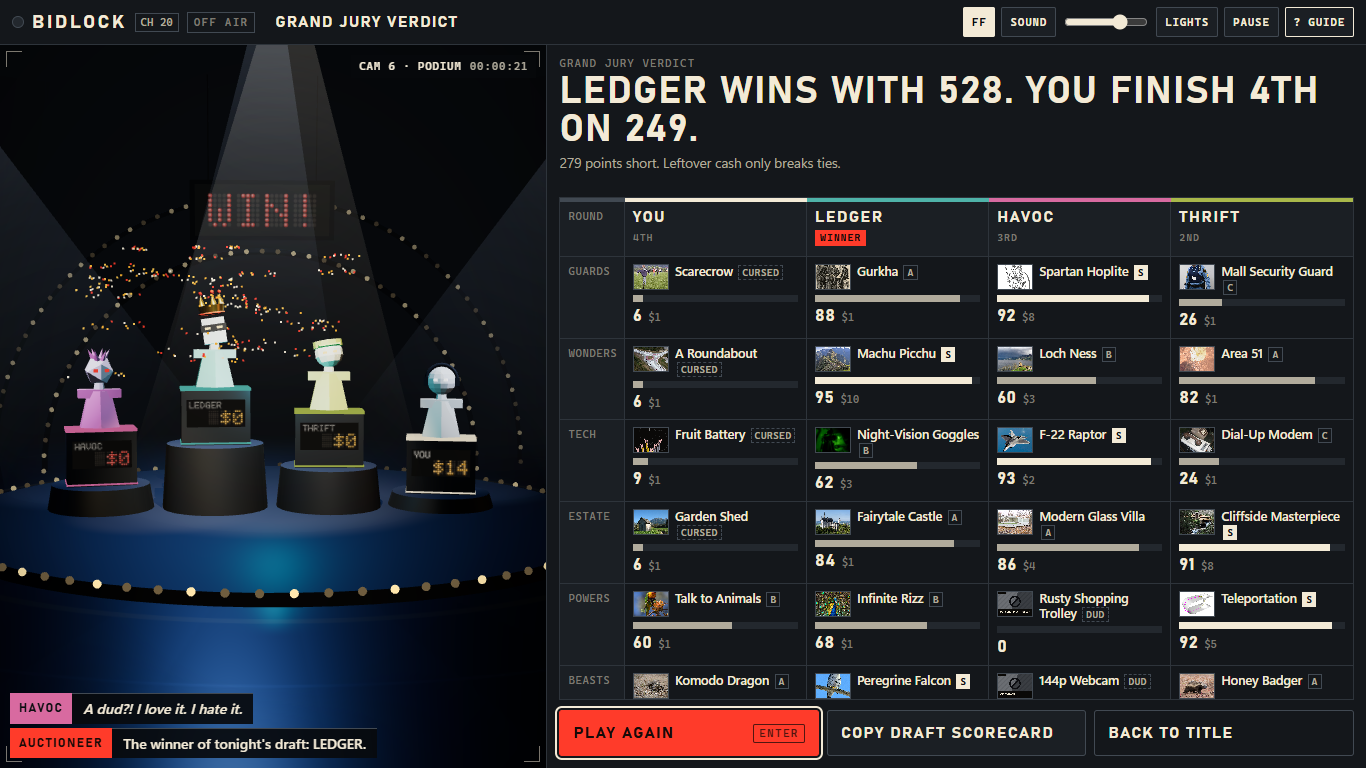 BIDLOCK CH 20 OFF AIR GRAND JURY VERDICT FF SOUND LIGHTS PAUSE ? GUIDE
CAM 6 · PODIUM 00:00:21
WIN!
LEDGER
$0
THRIFT
$0
HAVOC
$0
YOU
$14
HAVOC A dud?! I love it. I hate it.
AUCTIONEER The winner of tonight's draft: LEDGER.
GRAND JURY VERDICT
LEDGER WINS WITH 528. YOU FINISH 4TH
ON 249.
279 points short. Leftover cash only breaks ties.
ROUND YOU LEDGER HAVOC THRIFT
4TH WINNER 3RD 2ND
GUARDS Scarecrow CURSED Gurkha A Spartan Hoplite S Mall Security Guard
C
6 $1 88 $1 92 $8 26 $1
WONDERS A Roundabout Machu Picchu S Loch Ness B Area 51 A
CURSED
6 $1 95 $10 60 $3 82 $1
TECH Fruit Battery CURSED Night-Vision Goggles F-22 Raptor S Dial-Up Modem C
B
9 $1 62 $3 93 $2 24 $1
ESTATE Garden Shed Fairytale Castle A Modern Glass Villa Cliffside Masterpiece
CURSED A S
6 $1 84 $1 86 $4 91 $8
POWERS Talk to Animals B Infinite Rizz B Rusty Shopping Teleportation S
Trolley DUD
60 $1 68 $1 0 92 $5
BEASTS Komodo Dragon A Peregrine Falcon S 144p Webcam DUD Honey Badger A
PLAY AGAIN ENTER COPY DRAFT SCORECARD BACK TO TITLE